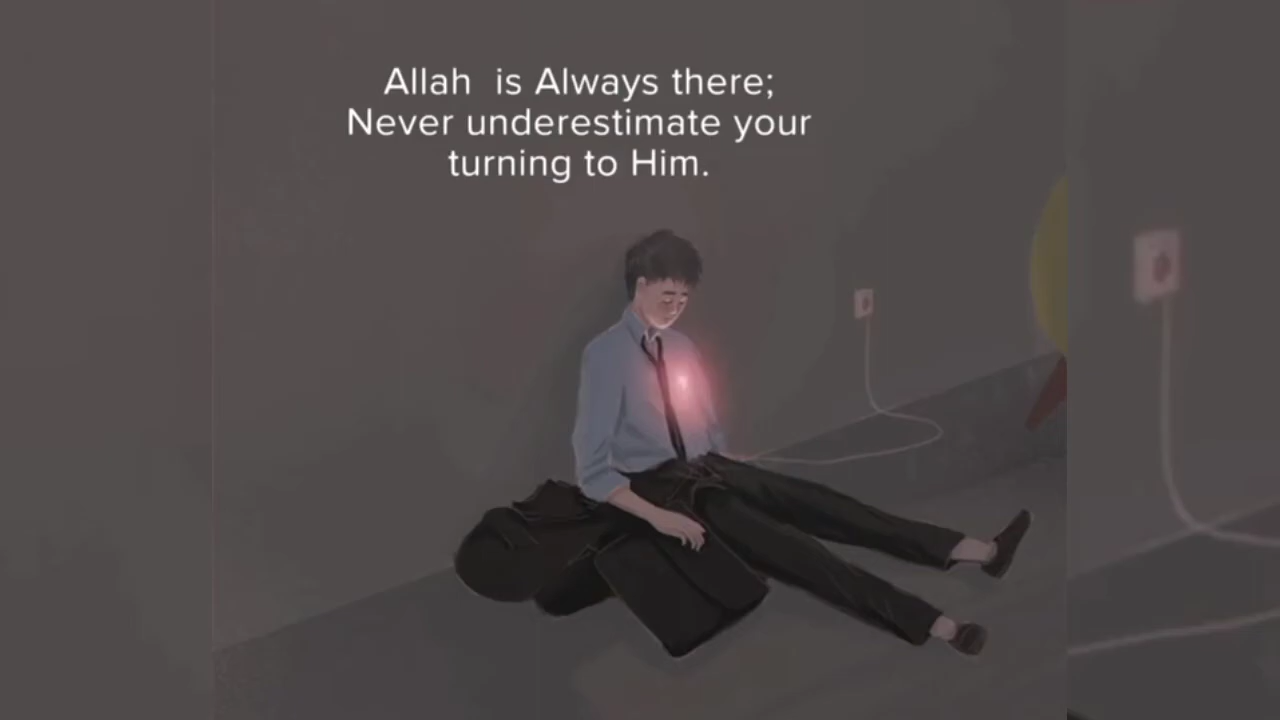 Allah  is Always there;
Never underestimate your
turning to Him.